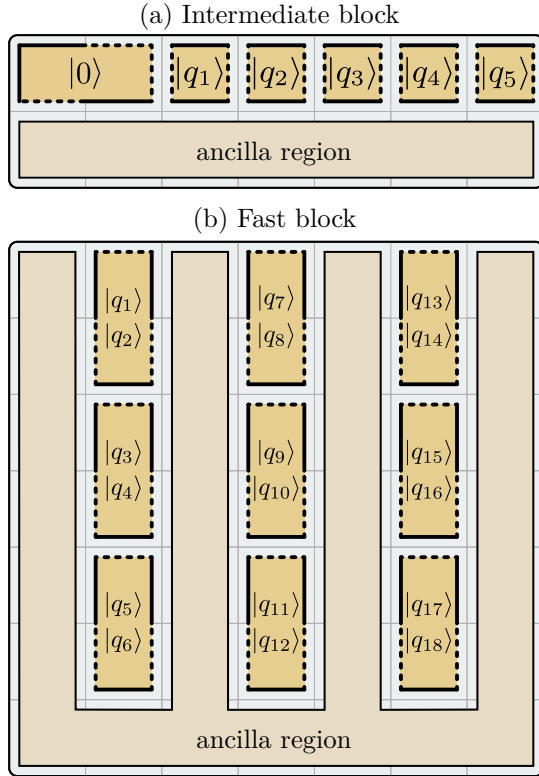 (a) Intermediate block
|0⟩ |q₁⟩ |q₂⟩ |q₃⟩ |q₄⟩ |q₅⟩
ancilla region
(b) Fast block
|q₁⟩ |q₇⟩ |q₁₃⟩
|q₂⟩ |q₈⟩ |q₁₄⟩
|q₃⟩ |q₉⟩ |q₁₅⟩
|q₄⟩ |q₁₀⟩ |q₁₆⟩
|q₅⟩ |q₁₁⟩ |q₁₇⟩
|q₆⟩ |q₁₂⟩ |q₁₈⟩
ancilla region